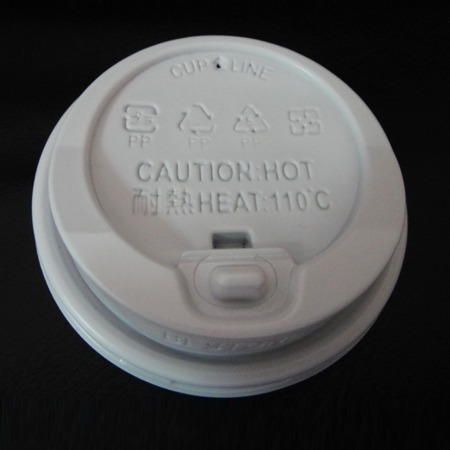 CUP LINE
PP PP PP
CAUTION:HOT
耐熱HEAT:110°C